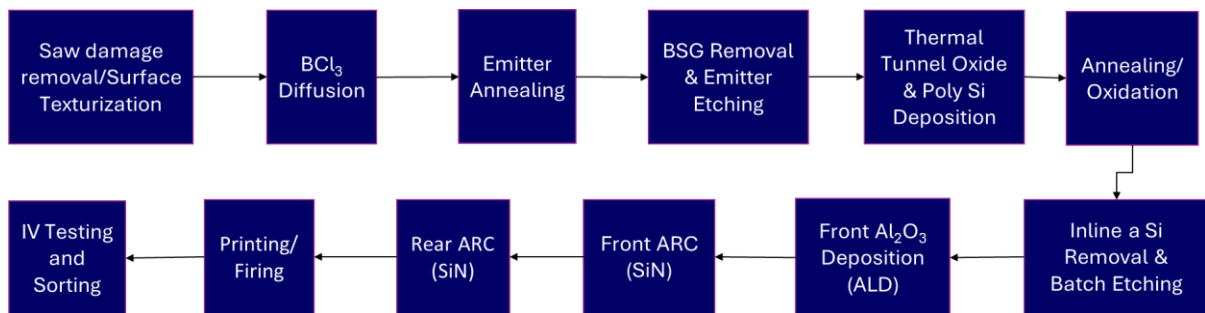 Saw damage
removal/Surface
Texturization
BCl₃
Diffusion
Emitter
Annealing
BSG Removal
& Emitter
Etching
Thermal
Tunnel Oxide
& Poly Si
Deposition
Annealing/
Oxidation
Inline a Si
Removal &
Batch Etching
Front Al₂O₃
Deposition
(ALD)
Front ARC
(SiN)
Rear ARC
(SiN)
Printing/
Firing
IV Testing
and
Sorting